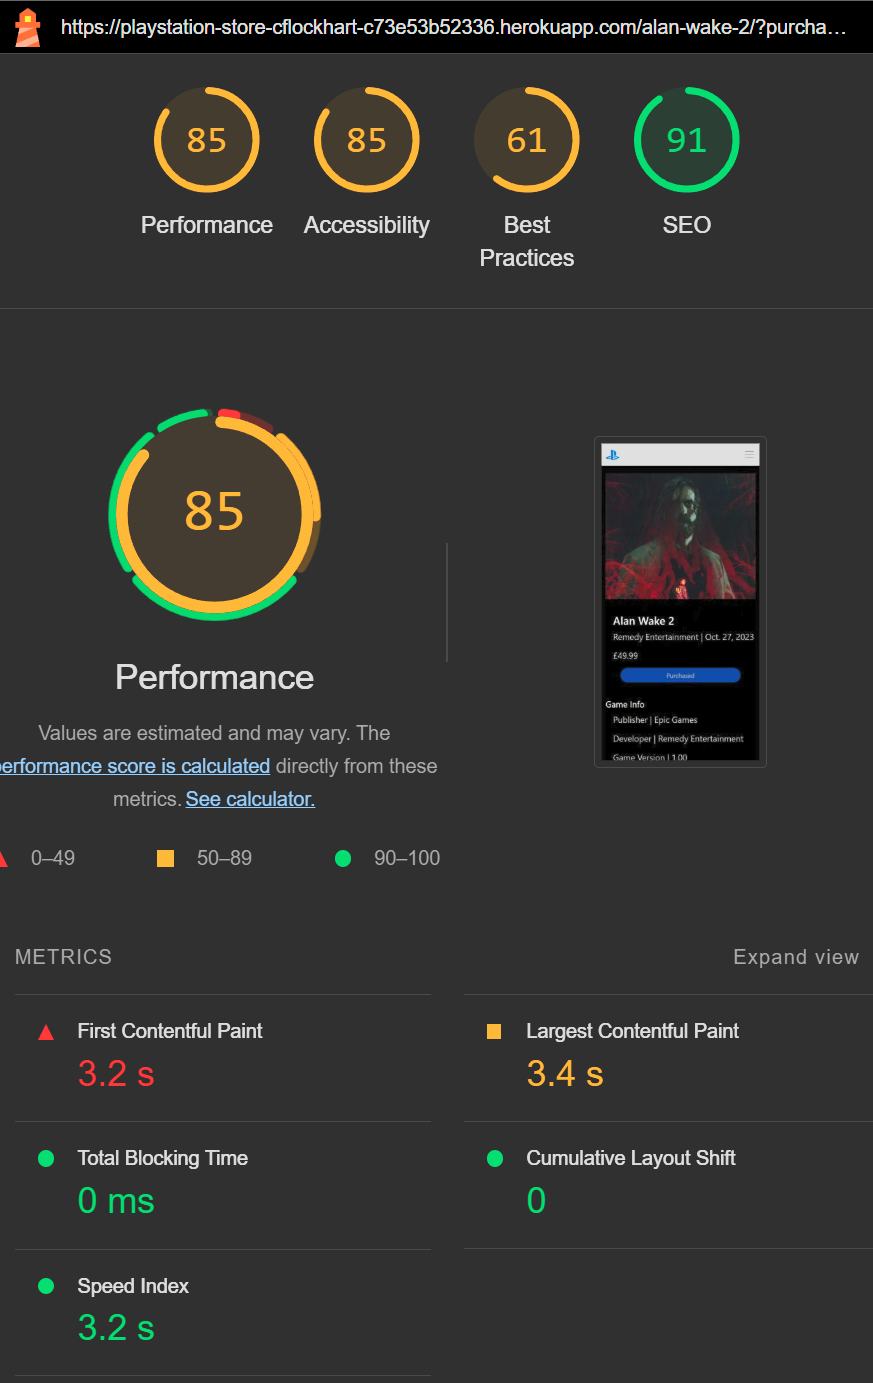 https://playstation-store-cflockhart-c73e53b52336.herokuapp.com/alan-wake-2/?purcha…
85
85
61
91
Performance
Accessibility
Best
Practices
SEO
85
Performance
Values are estimated and may vary. The
performance score is calculated directly from these
metrics. See calculator.
0–49
50–89
90–100
Alan Wake 2
Remedy Entertainment | Oct. 27, 2023
£49.99
Purchased
Game Info
Publisher | Epic Games
Developer | Remedy Entertainment
Game Version | 1.00
METRICS
Expand view
First Contentful Paint
3.2 s
Largest Contentful Paint
3.4 s
Total Blocking Time
0 ms
Cumulative Layout Shift
0
Speed Index
3.2 s